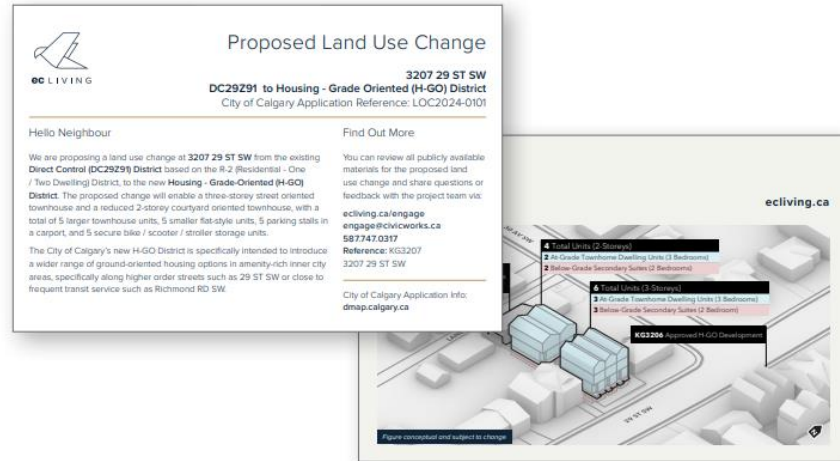 ec LIVING
Proposed Land Use Change
3207 29 ST SW
DC29Z91 to Housing - Grade Oriented (H-GO) District
City of Calgary Application Reference: LOC2024-0101
Hello Neighbour
We are proposing a land use change at 3207 29 ST SW from the existing
Direct Control (DC29Z91) District based on the R-2 (Residential - One
/ Two Dwelling) District, to the new Housing - Grade-Oriented (H-GO)
District. The proposed change will enable a three-storey street oriented
townhouse and a reduced 2-storey courtyard oriented townhouse, with a
total of 5 larger townhouse units, 5 smaller flat-style units, 5 parking stalls in
a carport, and 5 secure bike / scooter / stroller storage units.
The City of Calgary's new H-GO District is specifically intended to introduce
a wider range of ground-oriented housing options in amenity-rich inner city
areas, specifically along higher order streets such as 29 ST SW or close to
frequent transit service such as Richmond RD SW.
Find Out More
You can review all publicly available
materials for the proposed land
use change and share questions or
feedback with the project team via:
ecliving.ca/engage
engage@civicworks.ca
587.747.0317
Reference: KG3207
3207 29 ST SW
City of Calgary Application Info:
dmap.calgary.ca
ecliving.ca
4 Total Units (2-Storeys)
2 At-Grade Townhome Dwelling Units (3 Bedrooms)
2 Below-Grade Secondary Suites (2 Bedrooms)
6 Total Units (3-Storeys)
3 At-Grade Townhome Dwelling Units (3 Bedrooms)
3 Below-Grade Secondary Suites (2 Bedroom)
KG3206 Approved H-GO Development
29 ST SW
Figure conceptual and subject to change